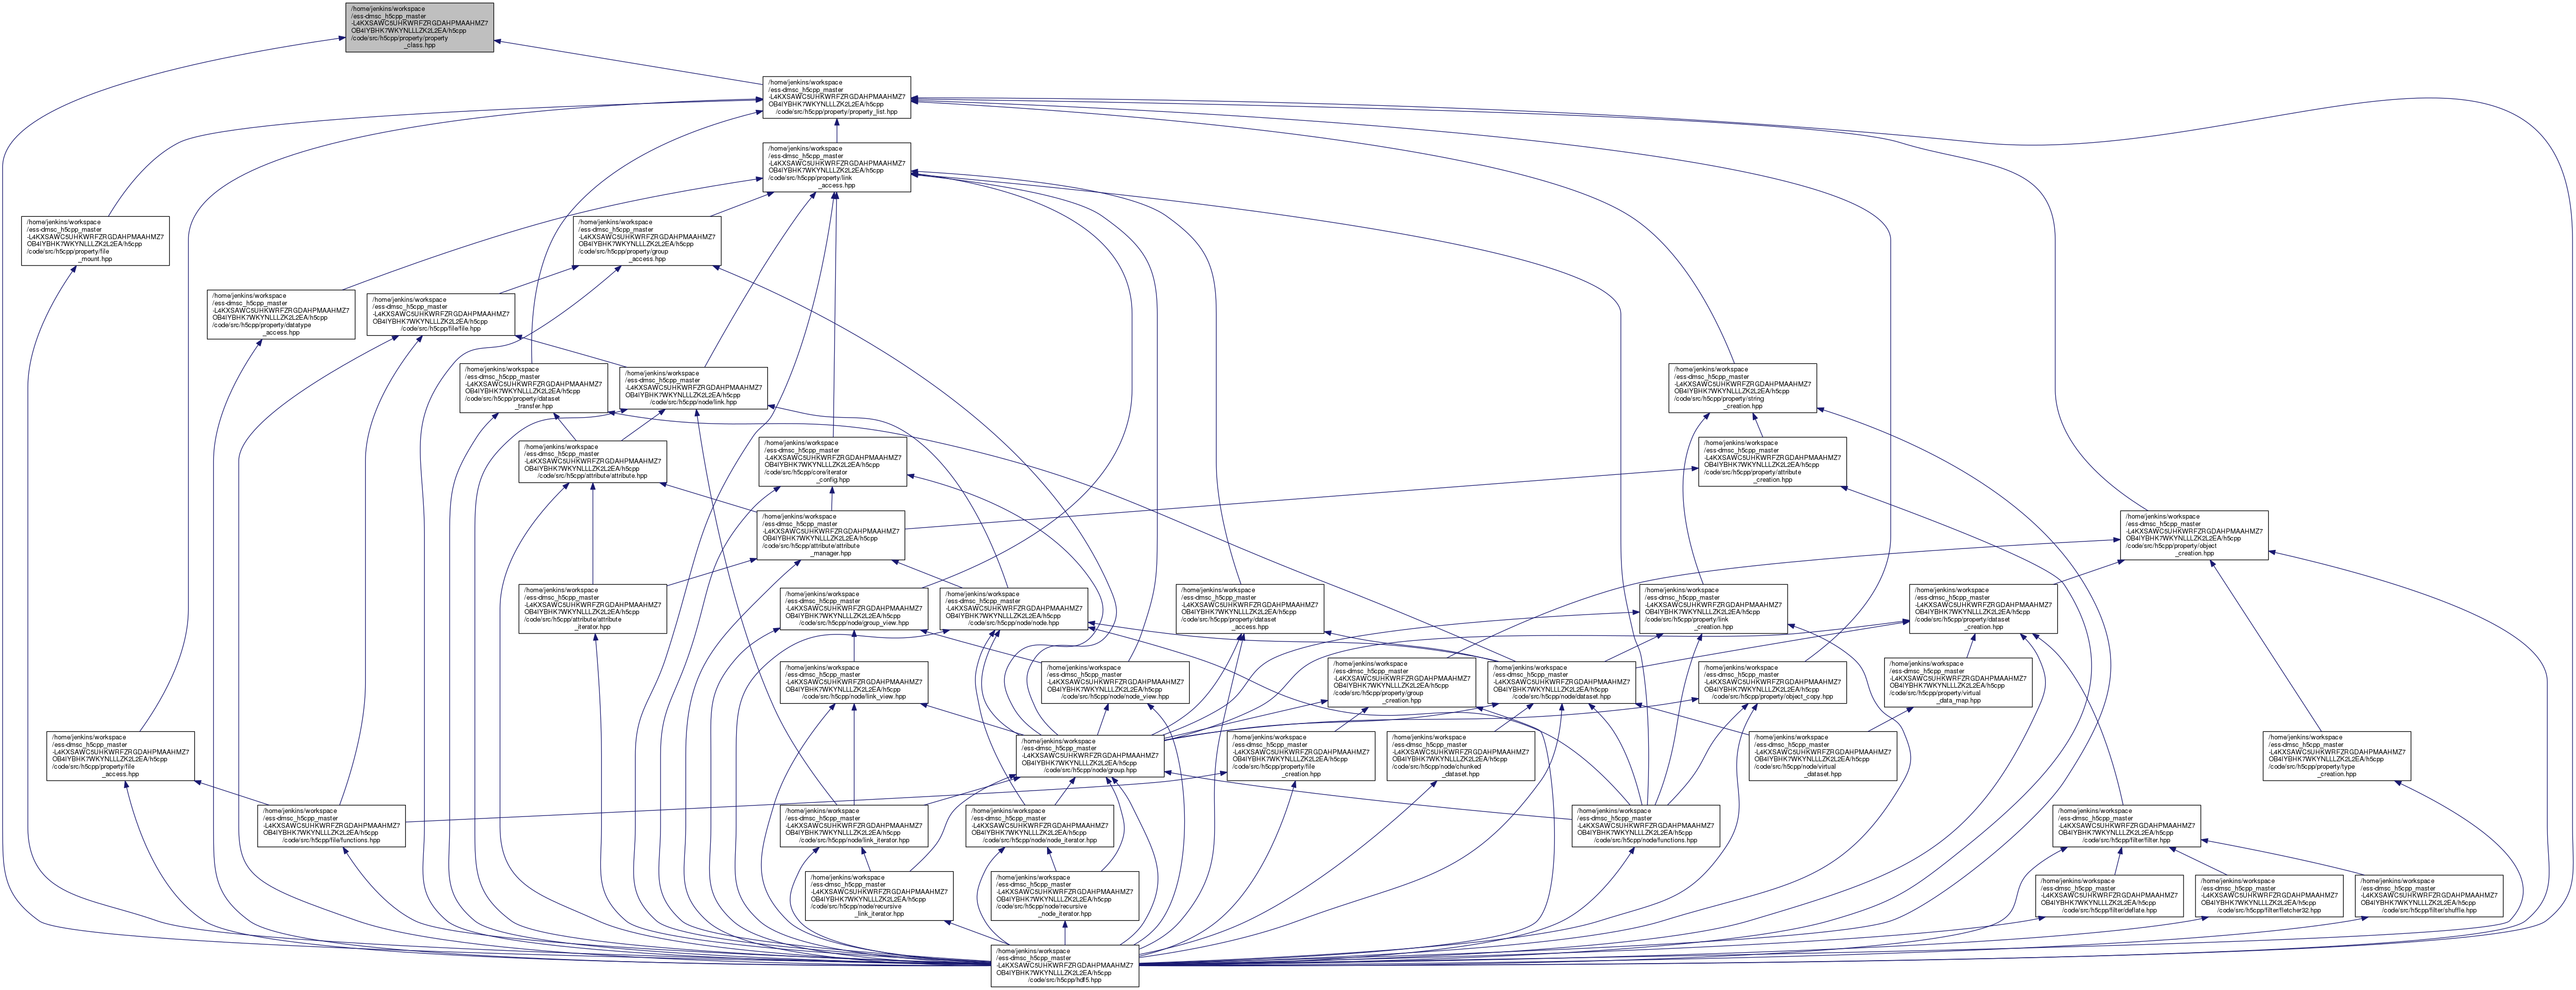 /home/jenkins/workspace
/ess-dmsc_h5cpp_master
-L4KXSAWC5UHKWRFZRGDAHPMAAHMZ7
OB4IYBHK7WKYNLLLZK2L2EA/h5cpp
/code/src/h5cpp/property/property
_class.hpp
/home/jenkins/workspace
/ess-dmsc_h5cpp_master
-L4KXSAWC5UHKWRFZRGDAHPMAAHMZ7
OB4IYBHK7WKYNLLLZK2L2EA/h5cpp
/code/src/h5cpp/property/property_list.hpp
/home/jenkins/workspace
/ess-dmsc_h5cpp_master
-L4KXSAWC5UHKWRFZRGDAHPMAAHMZ7
OB4IYBHK7WKYNLLLZK2L2EA/h5cpp
/code/src/h5cpp/property/link
_access.hpp
/home/jenkins/workspace
/ess-dmsc_h5cpp_master
-L4KXSAWC5UHKWRFZRGDAHPMAAHMZ7
OB4IYBHK7WKYNLLLZK2L2EA/h5cpp
/code/src/h5cpp/property/file
_mount.hpp
/home/jenkins/workspace
/ess-dmsc_h5cpp_master
-L4KXSAWC5UHKWRFZRGDAHPMAAHMZ7
OB4IYBHK7WKYNLLLZK2L2EA/h5cpp
/code/src/h5cpp/property/group
_access.hpp
/home/jenkins/workspace
/ess-dmsc_h5cpp_master
-L4KXSAWC5UHKWRFZRGDAHPMAAHMZ7
OB4IYBHK7WKYNLLLZK2L2EA/h5cpp
/code/src/h5cpp/property/datatype
_access.hpp
/home/jenkins/workspace
/ess-dmsc_h5cpp_master
-L4KXSAWC5UHKWRFZRGDAHPMAAHMZ7
OB4IYBHK7WKYNLLLZK2L2EA/h5cpp
/code/src/h5cpp/file/file.hpp
/home/jenkins/workspace
/ess-dmsc_h5cpp_master
-L4KXSAWC5UHKWRFZRGDAHPMAAHMZ7
OB4IYBHK7WKYNLLLZK2L2EA/h5cpp
/code/src/h5cpp/property/dataset
_transfer.hpp
/home/jenkins/workspace
/ess-dmsc_h5cpp_master
-L4KXSAWC5UHKWRFZRGDAHPMAAHMZ7
OB4IYBHK7WKYNLLLZK2L2EA/h5cpp
/code/src/h5cpp/node/link.hpp
/home/jenkins/workspace
/ess-dmsc_h5cpp_master
-L4KXSAWC5UHKWRFZRGDAHPMAAHMZ7
OB4IYBHK7WKYNLLLZK2L2EA/h5cpp
/code/src/h5cpp/property/string
_creation.hpp
/home/jenkins/workspace
/ess-dmsc_h5cpp_master
-L4KXSAWC5UHKWRFZRGDAHPMAAHMZ7
OB4IYBHK7WKYNLLLZK2L2EA/h5cpp
/code/src/h5cpp/attribute/attribute.hpp
/home/jenkins/workspace
/ess-dmsc_h5cpp_master
-L4KXSAWC5UHKWRFZRGDAHPMAAHMZ7
OB4IYBHK7WKYNLLLZK2L2EA/h5cpp
/code/src/h5cpp/core/iterator
_config.hpp
/home/jenkins/workspace
/ess-dmsc_h5cpp_master
-L4KXSAWC5UHKWRFZRGDAHPMAAHMZ7
OB4IYBHK7WKYNLLLZK2L2EA/h5cpp
/code/src/h5cpp/property/attribute
_creation.hpp
/home/jenkins/workspace
/ess-dmsc_h5cpp_master
-L4KXSAWC5UHKWRFZRGDAHPMAAHMZ7
OB4IYBHK7WKYNLLLZK2L2EA/h5cpp
/code/src/h5cpp/attribute/attribute
_manager.hpp
/home/jenkins/workspace
/ess-dmsc_h5cpp_master
-L4KXSAWC5UHKWRFZRGDAHPMAAHMZ7
OB4IYBHK7WKYNLLLZK2L2EA/h5cpp
/code/src/h5cpp/property/object
_creation.hpp
/home/jenkins/workspace
/ess-dmsc_h5cpp_master
-L4KXSAWC5UHKWRFZRGDAHPMAAHMZ7
OB4IYBHK7WKYNLLLZK2L2EA/h5cpp
/code/src/h5cpp/attribute/attribute
_iterator.hpp
/home/jenkins/workspace
/ess-dmsc_h5cpp_master
-L4KXSAWC5UHKWRFZRGDAHPMAAHMZ7
OB4IYBHK7WKYNLLLZK2L2EA/h5cpp
/code/src/h5cpp/node/group_view.hpp
/home/jenkins/workspace
/ess-dmsc_h5cpp_master
-L4KXSAWC5UHKWRFZRGDAHPMAAHMZ7
OB4IYBHK7WKYNLLLZK2L2EA/h5cpp
/code/src/h5cpp/node/node.hpp
/home/jenkins/workspace
/ess-dmsc_h5cpp_master
-L4KXSAWC5UHKWRFZRGDAHPMAAHMZ7
OB4IYBHK7WKYNLLLZK2L2EA/h5cpp
/code/src/h5cpp/property/dataset
_access.hpp
/home/jenkins/workspace
/ess-dmsc_h5cpp_master
-L4KXSAWC5UHKWRFZRGDAHPMAAHMZ7
OB4IYBHK7WKYNLLLZK2L2EA/h5cpp
/code/src/h5cpp/property/link
_creation.hpp
/home/jenkins/workspace
/ess-dmsc_h5cpp_master
-L4KXSAWC5UHKWRFZRGDAHPMAAHMZ7
OB4IYBHK7WKYNLLLZK2L2EA/h5cpp
/code/src/h5cpp/property/dataset
_creation.hpp
/home/jenkins/workspace
/ess-dmsc_h5cpp_master
-L4KXSAWC5UHKWRFZRGDAHPMAAHMZ7
OB4IYBHK7WKYNLLLZK2L2EA/h5cpp
/code/src/h5cpp/node/link_view.hpp
/home/jenkins/workspace
/ess-dmsc_h5cpp_master
-L4KXSAWC5UHKWRFZRGDAHPMAAHMZ7
OB4IYBHK7WKYNLLLZK2L2EA/h5cpp
/code/src/h5cpp/node/node_view.hpp
/home/jenkins/workspace
/ess-dmsc_h5cpp_master
-L4KXSAWC5UHKWRFZRGDAHPMAAHMZ7
OB4IYBHK7WKYNLLLZK2L2EA/h5cpp
/code/src/h5cpp/property/group
_creation.hpp
/home/jenkins/workspace
/ess-dmsc_h5cpp_master
-L4KXSAWC5UHKWRFZRGDAHPMAAHMZ7
OB4IYBHK7WKYNLLLZK2L2EA/h5cpp
/code/src/h5cpp/node/dataset.hpp
/home/jenkins/workspace
/ess-dmsc_h5cpp_master
-L4KXSAWC5UHKWRFZRGDAHPMAAHMZ7
OB4IYBHK7WKYNLLLZK2L2EA/h5cpp
/code/src/h5cpp/property/object_copy.hpp
/home/jenkins/workspace
/ess-dmsc_h5cpp_master
-L4KXSAWC5UHKWRFZRGDAHPMAAHMZ7
OB4IYBHK7WKYNLLLZK2L2EA/h5cpp
/code/src/h5cpp/property/virtual
_data_map.hpp
/home/jenkins/workspace
/ess-dmsc_h5cpp_master
-L4KXSAWC5UHKWRFZRGDAHPMAAHMZ7
OB4IYBHK7WKYNLLLZK2L2EA/h5cpp
/code/src/h5cpp/property/file
_access.hpp
/home/jenkins/workspace
/ess-dmsc_h5cpp_master
-L4KXSAWC5UHKWRFZRGDAHPMAAHMZ7
OB4IYBHK7WKYNLLLZK2L2EA/h5cpp
/code/src/h5cpp/node/group.hpp
/home/jenkins/workspace
/ess-dmsc_h5cpp_master
-L4KXSAWC5UHKWRFZRGDAHPMAAHMZ7
OB4IYBHK7WKYNLLLZK2L2EA/h5cpp
/code/src/h5cpp/property/file
_creation.hpp
/home/jenkins/workspace
/ess-dmsc_h5cpp_master
-L4KXSAWC5UHKWRFZRGDAHPMAAHMZ7
OB4IYBHK7WKYNLLLZK2L2EA/h5cpp
/code/src/h5cpp/node/chunked
_dataset.hpp
/home/jenkins/workspace
/ess-dmsc_h5cpp_master
-L4KXSAWC5UHKWRFZRGDAHPMAAHMZ7
OB4IYBHK7WKYNLLLZK2L2EA/h5cpp
/code/src/h5cpp/node/virtual
_dataset.hpp
/home/jenkins/workspace
/ess-dmsc_h5cpp_master
-L4KXSAWC5UHKWRFZRGDAHPMAAHMZ7
OB4IYBHK7WKYNLLLZK2L2EA/h5cpp
/code/src/h5cpp/property/type
_creation.hpp
/home/jenkins/workspace
/ess-dmsc_h5cpp_master
-L4KXSAWC5UHKWRFZRGDAHPMAAHMZ7
OB4IYBHK7WKYNLLLZK2L2EA/h5cpp
/code/src/h5cpp/file/functions.hpp
/home/jenkins/workspace
/ess-dmsc_h5cpp_master
-L4KXSAWC5UHKWRFZRGDAHPMAAHMZ7
OB4IYBHK7WKYNLLLZK2L2EA/h5cpp
/code/src/h5cpp/node/link_iterator.hpp
/home/jenkins/workspace
/ess-dmsc_h5cpp_master
-L4KXSAWC5UHKWRFZRGDAHPMAAHMZ7
OB4IYBHK7WKYNLLLZK2L2EA/h5cpp
/code/src/h5cpp/node/node_iterator.hpp
/home/jenkins/workspace
/ess-dmsc_h5cpp_master
-L4KXSAWC5UHKWRFZRGDAHPMAAHMZ7
OB4IYBHK7WKYNLLLZK2L2EA/h5cpp
/code/src/h5cpp/node/functions.hpp
/home/jenkins/workspace
/ess-dmsc_h5cpp_master
-L4KXSAWC5UHKWRFZRGDAHPMAAHMZ7
OB4IYBHK7WKYNLLLZK2L2EA/h5cpp
/code/src/h5cpp/filter/filter.hpp
/home/jenkins/workspace
/ess-dmsc_h5cpp_master
-L4KXSAWC5UHKWRFZRGDAHPMAAHMZ7
OB4IYBHK7WKYNLLLZK2L2EA/h5cpp
/code/src/h5cpp/node/recursive
_link_iterator.hpp
/home/jenkins/workspace
/ess-dmsc_h5cpp_master
-L4KXSAWC5UHKWRFZRGDAHPMAAHMZ7
OB4IYBHK7WKYNLLLZK2L2EA/h5cpp
/code/src/h5cpp/node/recursive
_node_iterator.hpp
/home/jenkins/workspace
/ess-dmsc_h5cpp_master
-L4KXSAWC5UHKWRFZRGDAHPMAAHMZ7
OB4IYBHK7WKYNLLLZK2L2EA/h5cpp
/code/src/h5cpp/filter/deflate.hpp
/home/jenkins/workspace
/ess-dmsc_h5cpp_master
-L4KXSAWC5UHKWRFZRGDAHPMAAHMZ7
OB4IYBHK7WKYNLLLZK2L2EA/h5cpp
/code/src/h5cpp/filter/fletcher32.hpp
/home/jenkins/workspace
/ess-dmsc_h5cpp_master
-L4KXSAWC5UHKWRFZRGDAHPMAAHMZ7
OB4IYBHK7WKYNLLLZK2L2EA/h5cpp
/code/src/h5cpp/filter/shuffle.hpp
/home/jenkins/workspace
/ess-dmsc_h5cpp_master
-L4KXSAWC5UHKWRFZRGDAHPMAAHMZ7
OB4IYBHK7WKYNLLLZK2L2EA/h5cpp
/code/src/h5cpp/hdf5.hpp